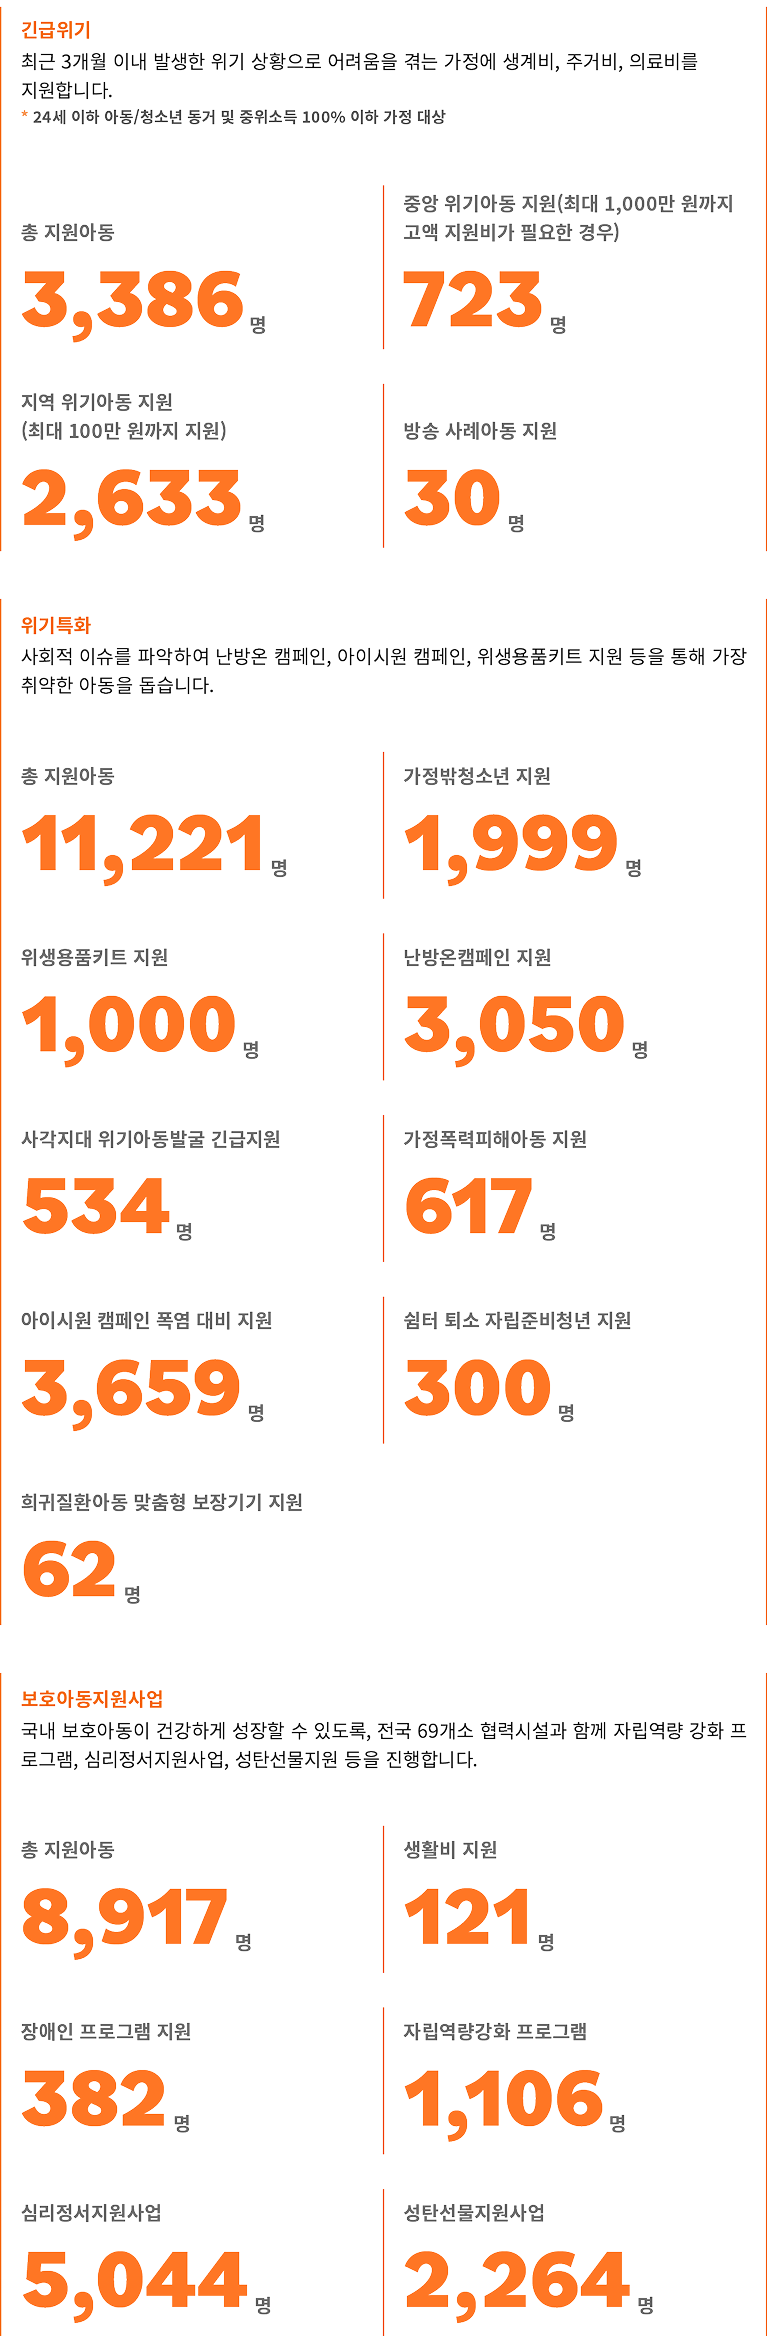 긴급위기
최근 3개월 이내 발생한 위기 상황으로 어려움을 겪는 가정에 생계비, 주거비, 의료비를
지원합니다.
* 24세 이하 아동/청소년 동거 및 중위소득 100% 이하 가정 대상
총 지원아동
3,386 명
중앙 위기아동 지원(최대 1,000만 원까지
고액 지원비가 필요한 경우)
723 명
지역 위기아동 지원
(최대 100만 원까지 지원)
2,633 명
방송 사례아동 지원
30 명
위기특화
사회적 이슈를 파악하여 난방온 캠페인, 아이시원 캠페인, 위생용품키트 지원 등을 통해 가장
취약한 아동을 돕습니다.
총 지원아동
11,221 명
가정밖청소년 지원
1,999 명
위생용품키트 지원
1,000 명
난방온캠페인 지원
3,050 명
사각지대 위기아동발굴 긴급지원
534 명
가정폭력피해아동 지원
617 명
아이시원 캠페인 폭염 대비 지원
3,659 명
쉼터 퇴소 자립준비청년 지원
300 명
희귀질환아동 맞춤형 보장기기 지원
62 명
보호아동지원사업
국내 보호아동이 건강하게 성장할 수 있도록, 전국 69개소 협력시설과 함께 자립역량 강화 프
로그램, 심리정서지원사업, 성탄선물지원 등을 진행합니다.
총 지원아동
8,917 명
생활비 지원
121 명
장애인 프로그램 지원
382 명
자립역량강화 프로그램
1,106 명
심리정서지원사업
5,044 명
성탄선물지원사업
2,264 명